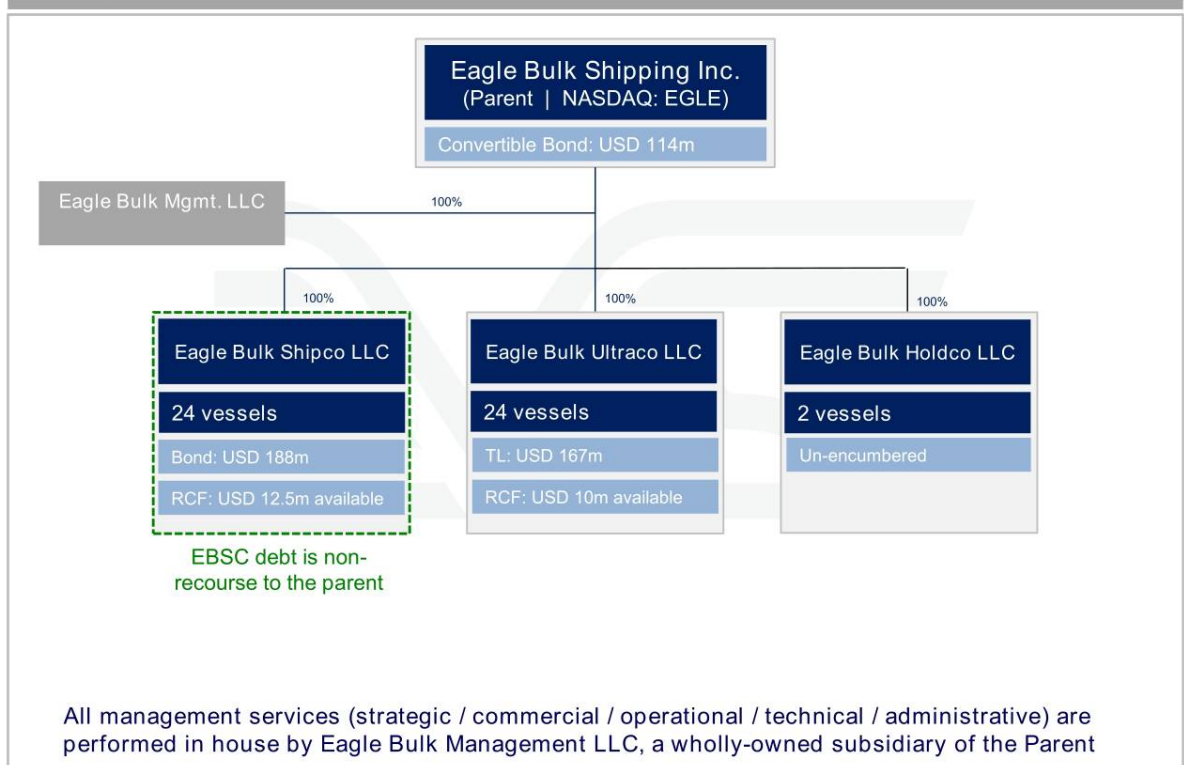 Eagle Bulk Shipping Inc.
(Parent | NASDAQ: EGLE)
Convertible Bond: USD 114m
Eagle Bulk Mgmt. LLC
100%
100%
100%
100%
Eagle Bulk Shipco LLC
24 vessels
Bond: USD 188m
RCF: USD 12.5m available
EBSC debt is non-
recourse to the parent
Eagle Bulk Ultraco LLC
24 vessels
TL: USD 167m
RCF: USD 10m available
Eagle Bulk Holdco LLC
2 vessels
Un-encumbered
All management services (strategic / commercial / operational / technical / administrative) are
performed in house by Eagle Bulk Management LLC, a wholly-owned subsidiary of the Parent